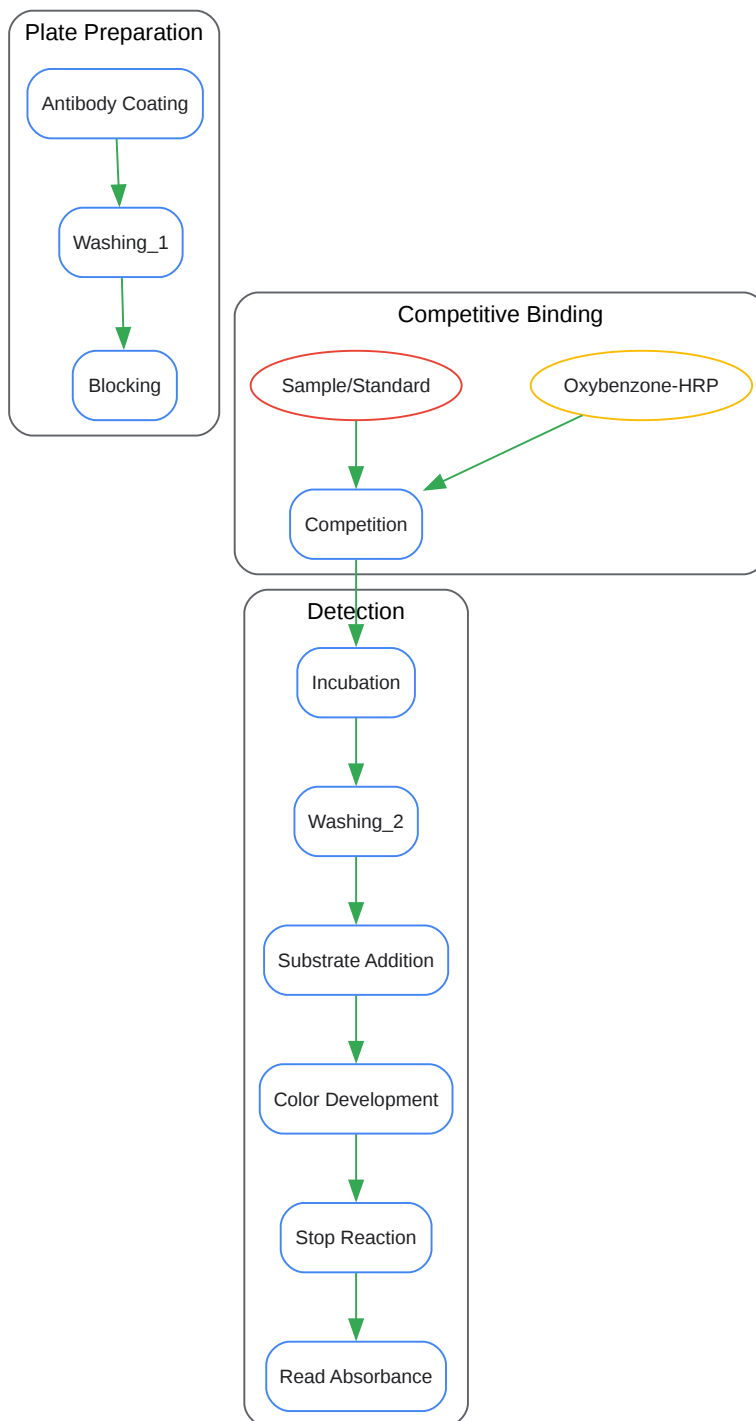 Plate Preparation
Antibody Coating
Washing_1
Blocking
Competitive Binding
Sample/Standard
Oxybenzone-HRP
Competition
Detection
Incubation
Washing_2
Substrate Addition
Color Development
Stop Reaction
Read Absorbance